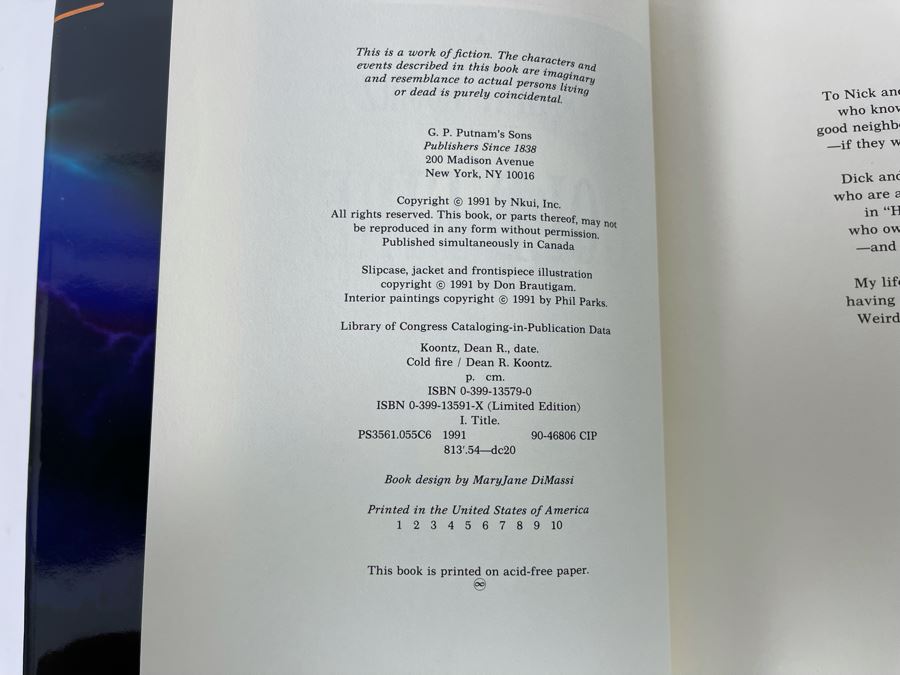 This is a work of fiction. The characters and
events described in this book are imaginary
and resemblance to actual persons living
or dead is purely coincidental.
G. P. Putnam's Sons
Publishers Since 1838
200 Madison Avenue
New York, NY 10016
Copyright © 1991 by Nkui, Inc.
All rights reserved. This book, or parts thereof, may not
be reproduced in any form without permission.
Published simultaneously in Canada
Slipcase, jacket and frontispiece illustration
copyright © 1991 by Don Brautigam.
Interior paintings copyright © 1991 by Phil Parks.
Library of Congress Cataloging-in-Publication Data
Koontz, Dean R., date.
Cold fire / Dean R. Koontz.
p. cm.
ISBN 0-399-13579-0
ISBN 0-399-13591-X (Limited Edition)
I. Title.
PS3561.055C6 1991 90-46806 CIP
813'.54—dc20
Book design by MaryJane DiMassi
Printed in the United States of America
1 2 3 4 5 6 7 8 9 10
This book is printed on acid-free paper.
♾
To Nick and
who know
good neighb
—if they w
Dick and
who are a
in “H
who ow
—and
My lif
having
Weird